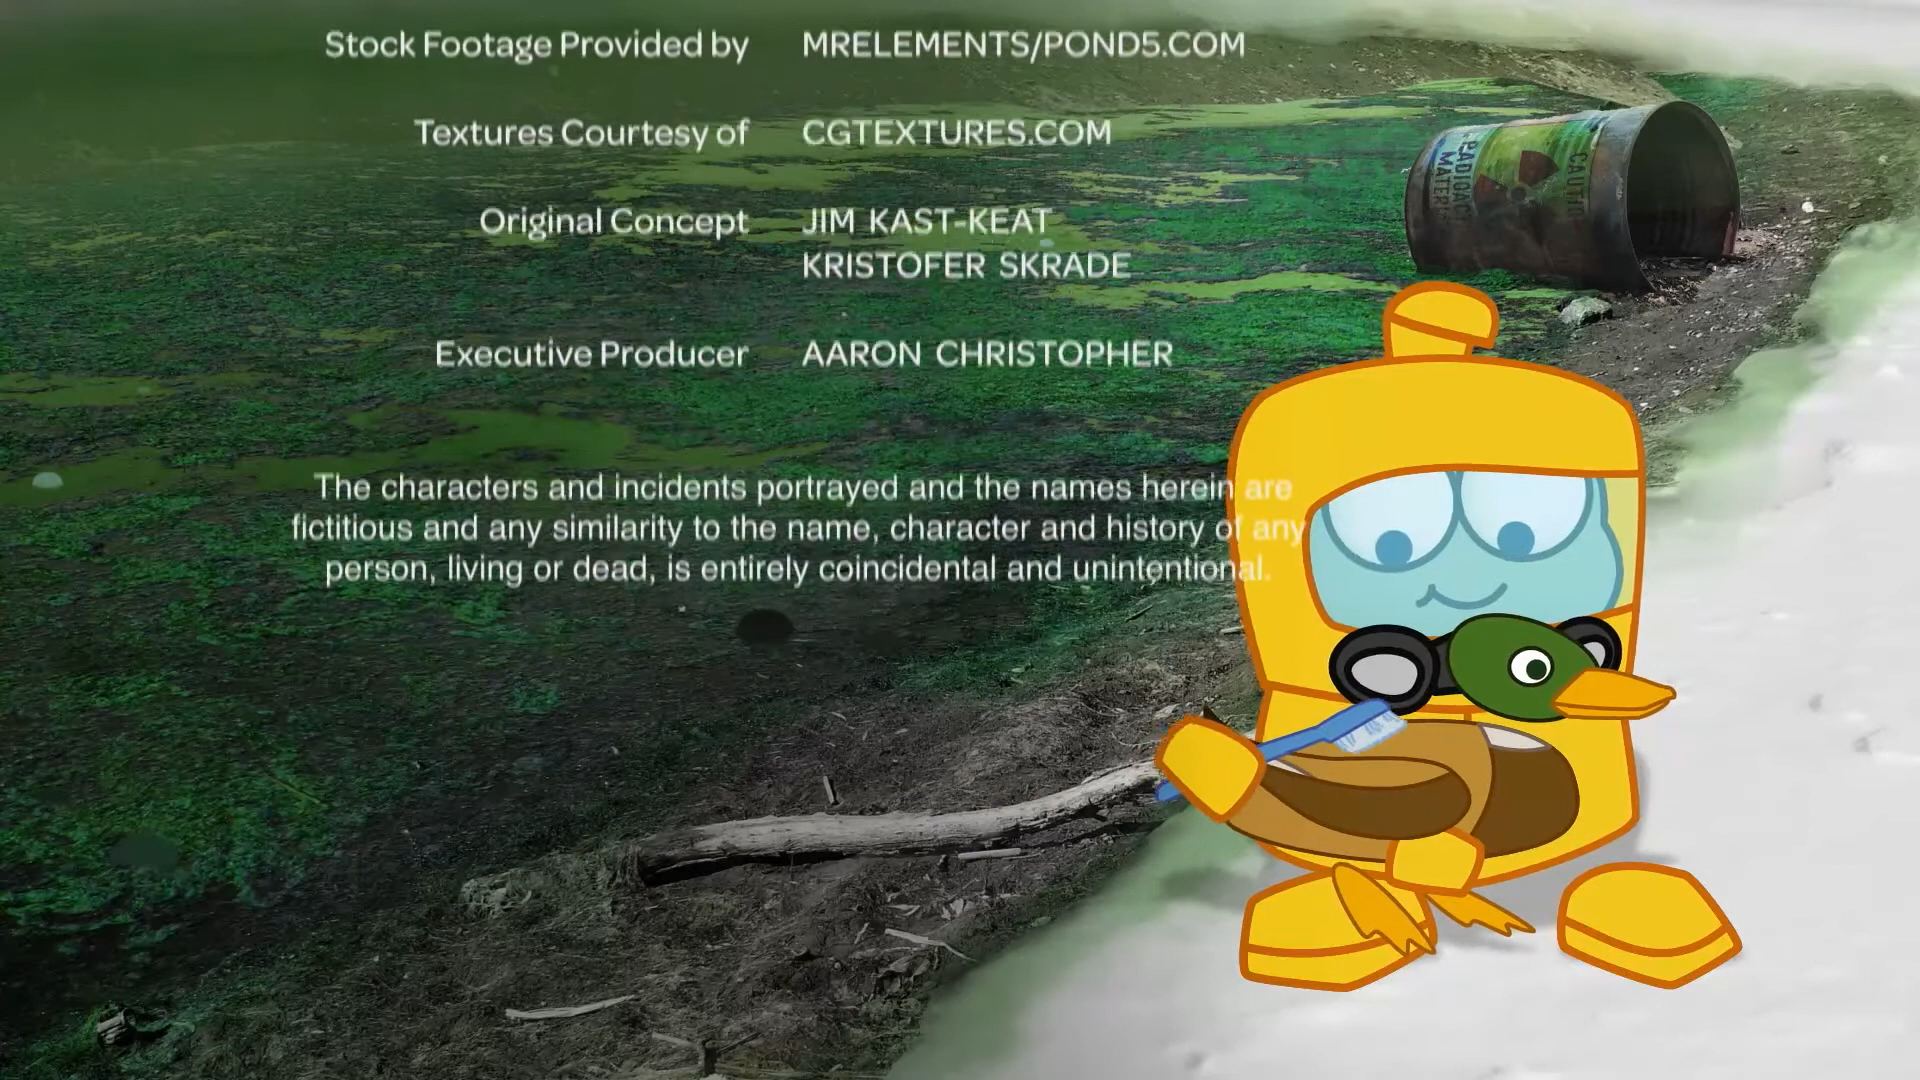 Stock Footage Provided by MRELEMENTS/POND5.COM
Textures Courtesy of CGTEXTURES.COM
Original Concept JIM KAST-KEAT
KRISTOFER SKRADE
Executive Producer AARON CHRISTOPHER
The characters and incidents portrayed and the names herein are
fictitious and any similarity to the name, character and history of any
person, living or dead, is entirely coincidental and unintentional.
CAUTION